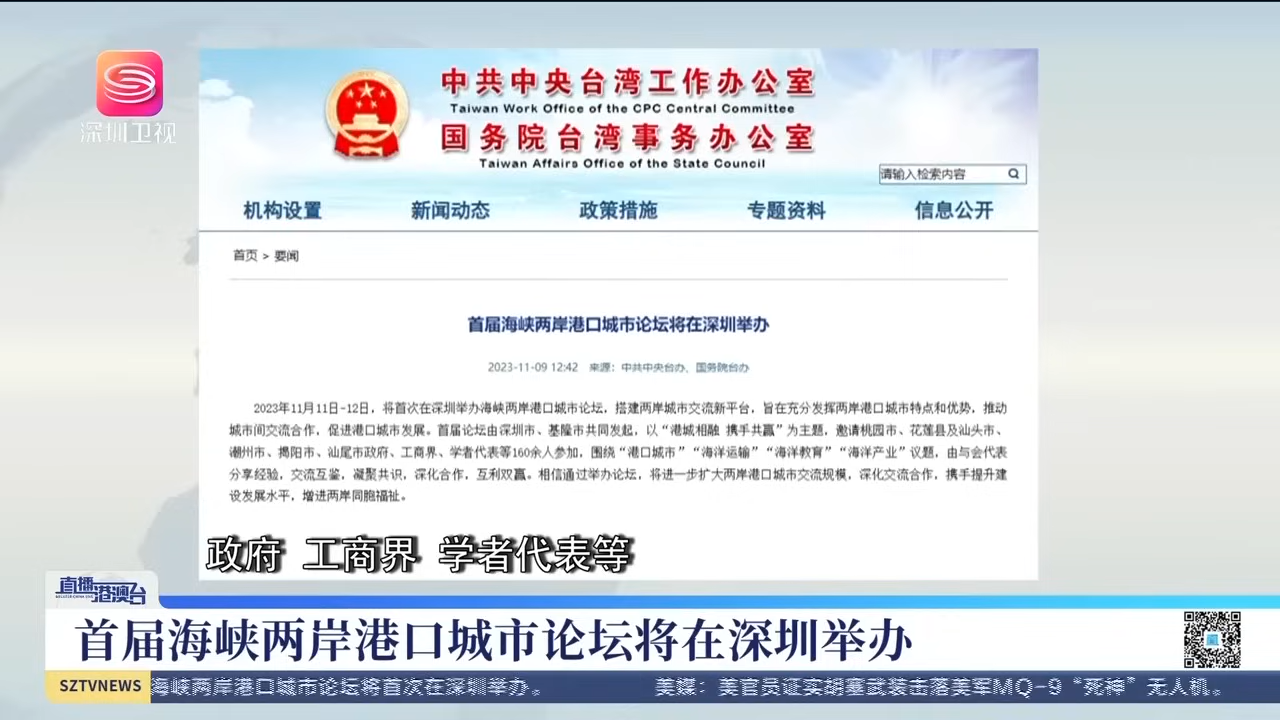 深圳卫视
中共中央台湾工作办公室
Taiwan Work Office of the CPC Central Committee
国务院台湾事务办公室
Taiwan Affairs Office of the State Council
请输入检索内容
机构设置 新闻动态 政策措施 专题资料 信息公开
首页 > 要闻
首届海峡两岸港口城市论坛将在深圳举办
2023-11-09 12:42 来源：中共中央台办、国务院台办
2023年11月11日-12日，将首次在深圳举办海峡两岸港口城市论坛，搭建两岸城市交流新平台，旨在充分发挥两岸港口城市特点和优势，推动
城市间交流合作，促进港口城市发展。首届论坛由深圳市、基隆市共同发起，以“港城相融 携手共赢”为主题，邀请桃园市、花莲县及汕头市、
潮州市、揭阳市、汕尾市政府、工商界、学者代表等160余人参加，围绕“港口城市”“海洋运输”“海洋教育”“海洋产业”议题，由与会代表
分享经验，交流互鉴，凝聚共识，深化合作，互利双赢。相信通过举办论坛，将进一步扩大两岸港口城市交流规模，深化交流合作，携手提升建
设发展水平，增进两岸同胞福祉。
政府 工商界 学者代表等
直播港澳台
首届海峡两岸港口城市论坛将在深圳举办
SZTVNEWS
海峡两岸港口城市论坛将首次在深圳举办。 美媒：美官员证实胡塞武装击落美军MQ-9“死神”无人机。